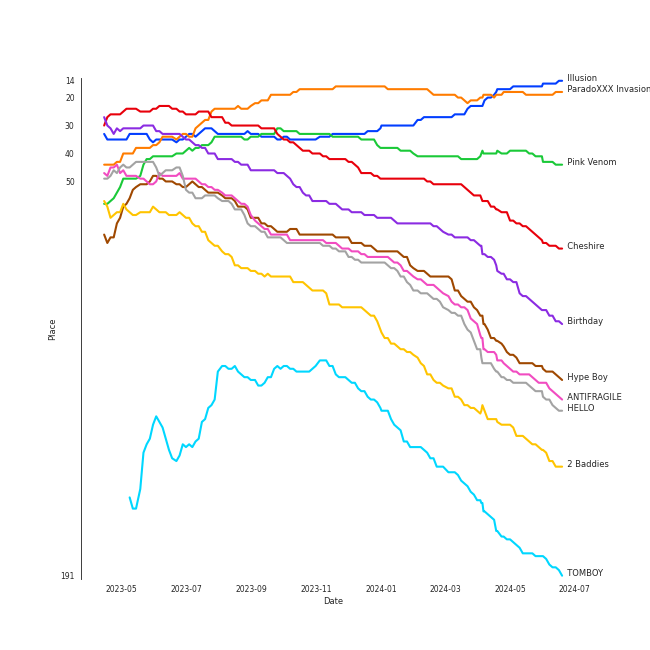 14
20
30
40
50
191
Place
2023-05
2023-07
2023-09
2023-11
2024-01
2024-03
2024-05
2024-07
Date
Illusion
ParadoXXX Invasion
Pink Venom
Cheshire
Birthday
Hype Boy
ANTIFRAGILE
HELLO
2 Baddies
TOMBOY